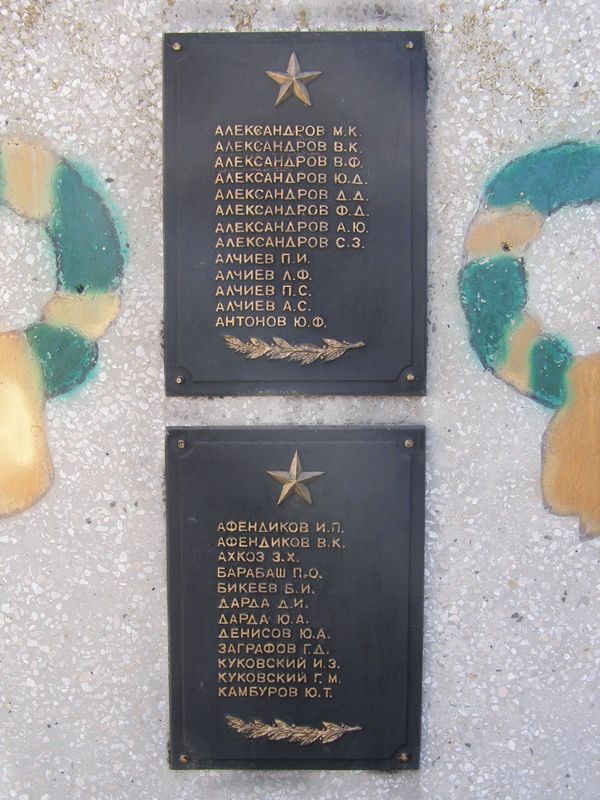 АЛЕКСАНДРОВ М.К.
АЛЕКСАНДРОВ В.К.
АЛЕКСАНДРОВ В.Ф.
АЛЕКСАНДРОВ Ю.Д.
АЛЕКСАНДРОВ Д.Д.
АЛЕКСАНДРОВ Ф.Д.
АЛЕКСАНДРОВ А.Ю.
АЛЕКСАНДРОВ С.З.
АЛЧИЕВ П.И.
АЛЧИЕВ Л.Ф.
АЛЧИЕВ П.С.
АЛЧИЕВ А.С.
АНТОНОВ Ю.Ф.
АФЕНДИКОВ И.П.
АФЕНДИКОВ В.К.
АХКОЗ З.Х.
БАРАБАШ П.О.
БИКЕЕВ Б.И.
ДАРДА Д.И.
ДАРДА Ю.А.
ДЕНИСОВ Ю.А.
ЗАГРАФОВ Г.Д.
КУКОВСКИЙ И.З.
КУКОВСКИЙ Г.М.
КАМБУРОВ Ю.Т.